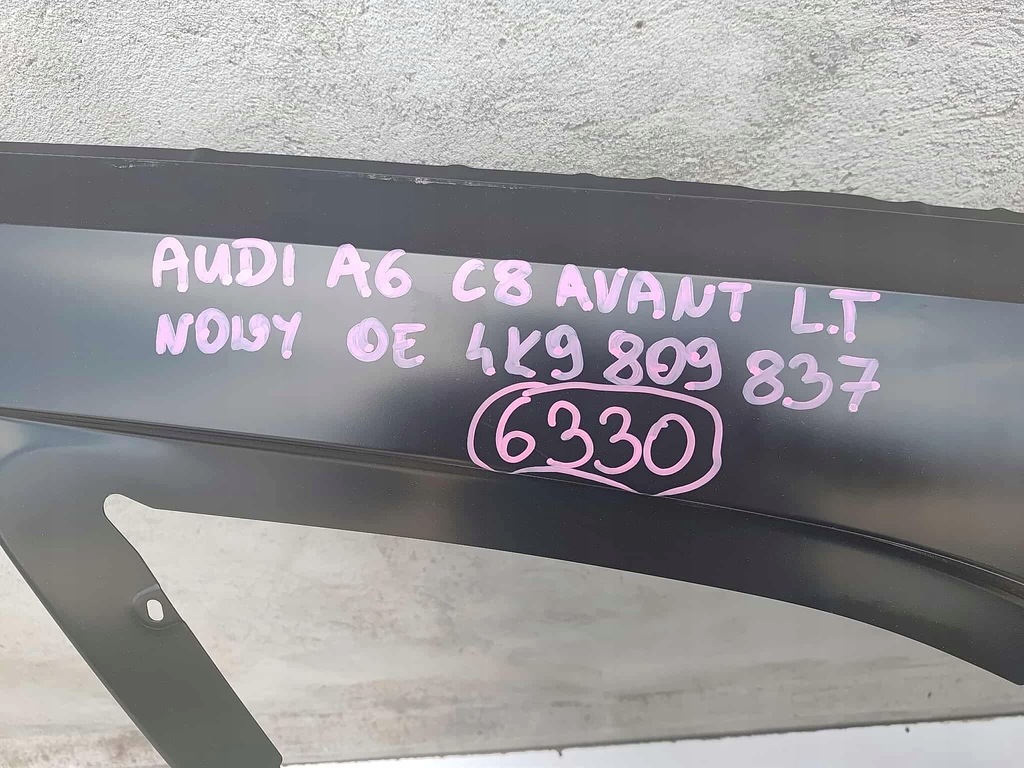 AUDI A6 C8 AVANT L.T
NOWY OE 4K9 809 837
6330